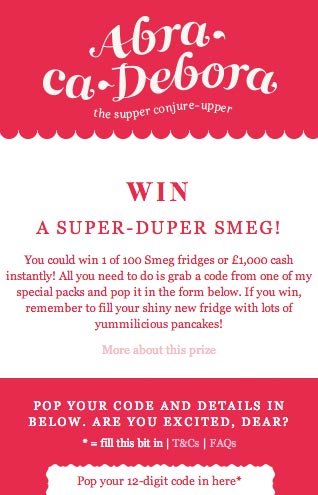 Abra-
ca-Debora
the supper conjure-upper
WIN
A SUPER-DUPER SMEG!
You could win 1 of 100 Smeg fridges or £1,000 cash
instantly! All you need to do is grab a code from one of my
special packs and pop it in the form below. If you win,
remember to fill your shiny new fridge with lots of
yummilicious pancakes!
More about this prize
POP YOUR CODE AND DETAILS IN
BELOW. ARE YOU EXCITED, DEAR?
* = fill this bit in | T&Cs | FAQs
Pop your 12-digit code in here*